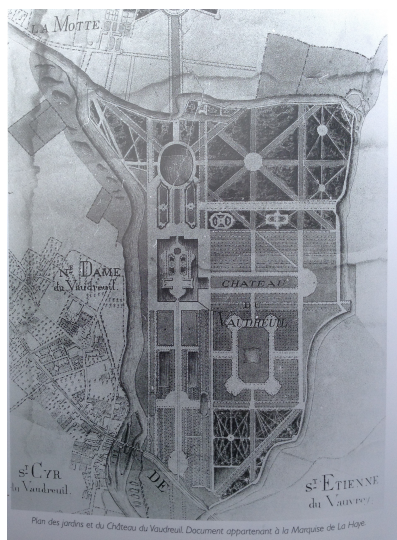 LA MOTTE.
Nᵉ DAME
du Vaudreuil.
CHATEAU
DU
VAUDREUIL
Sᵗ CYR
du Vaudreuil.
DE
Sᵗ ETIENNE
du Vauvrey
Plan des jardins et du Château du Vaudreuil. Document appartenant à la Marquise de La Haye.